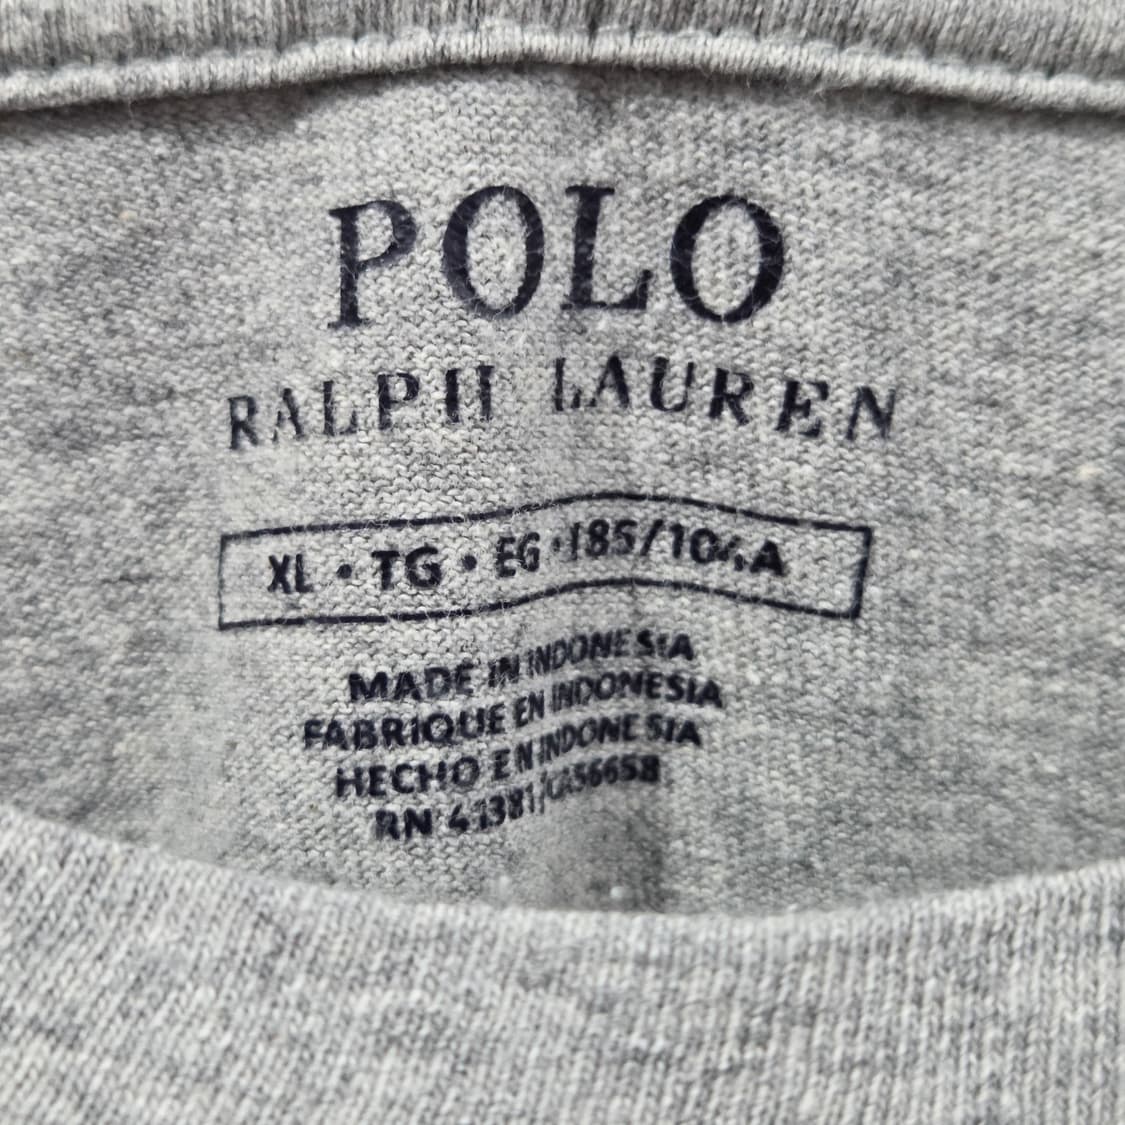 POLO
RALPH LAUREN
XL • TG • EG • 185/104A
MADE IN INDONESIA
FABRIQUE EN INDONESIA
HECHO EN INDONESIA
RN 41381/CA56658